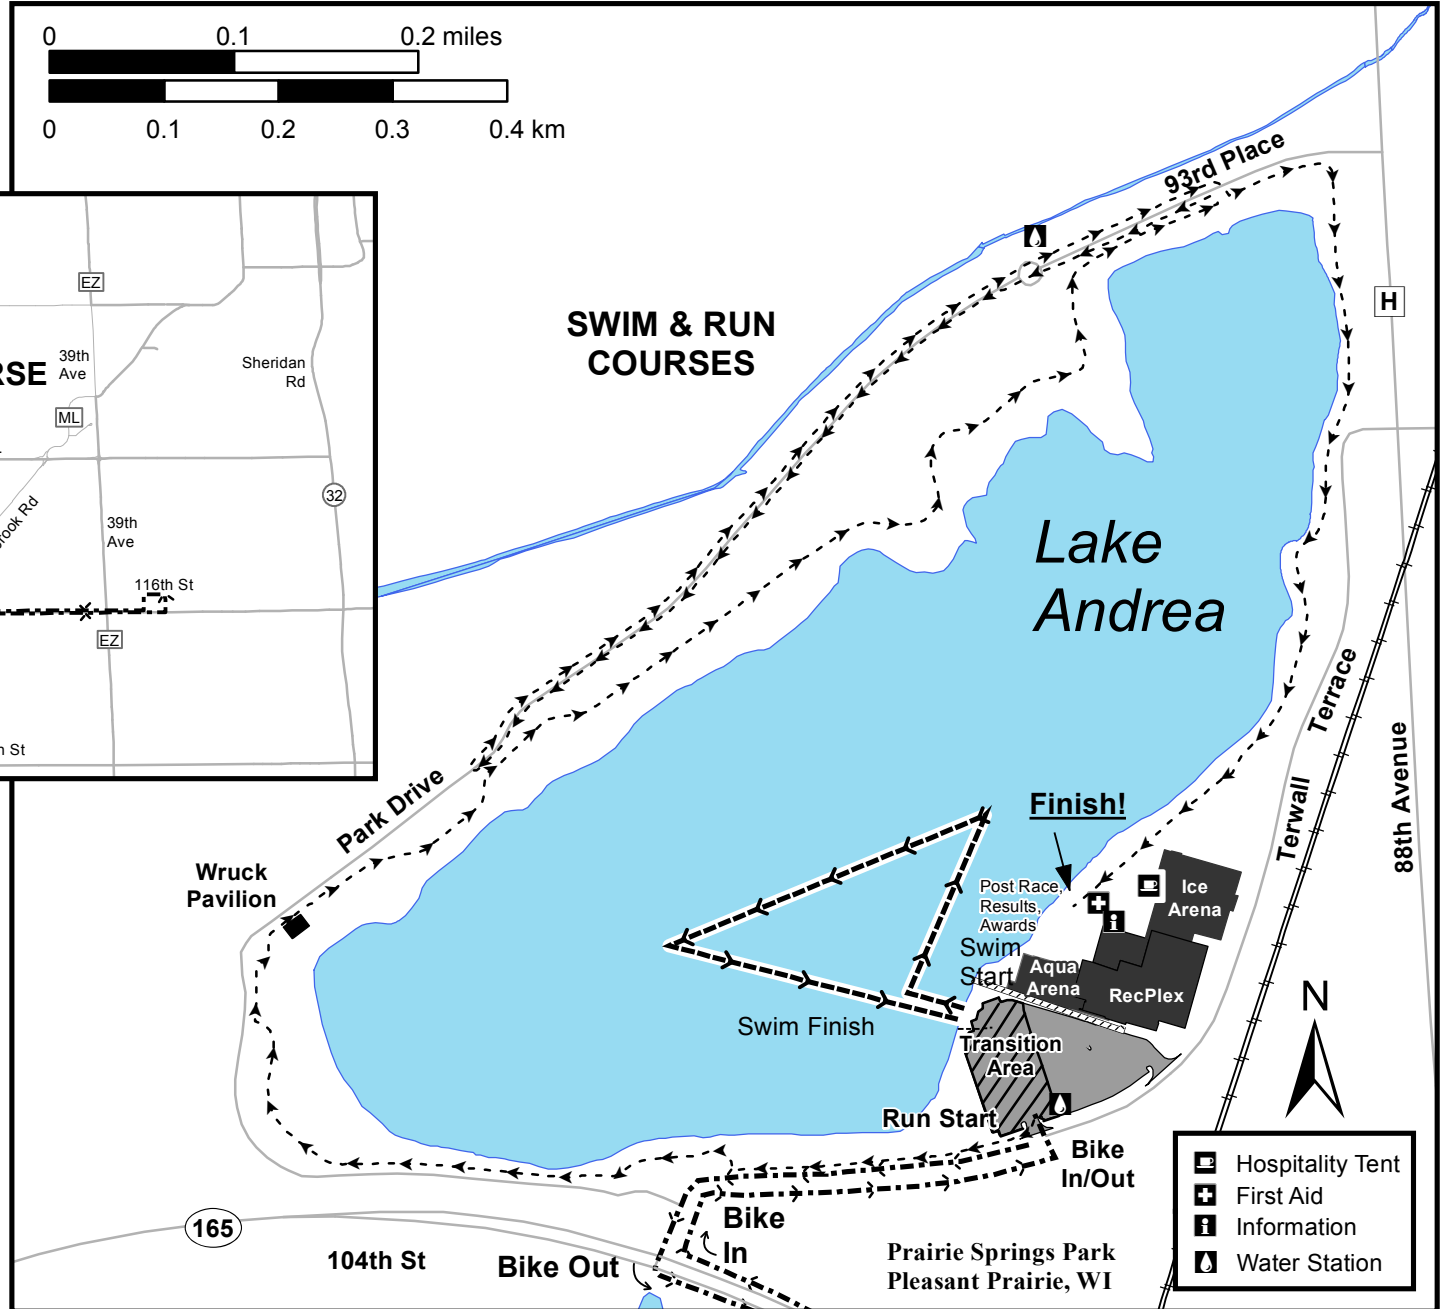 0 0.1 0.2 miles
0 0.1 0.2 0.3 0.4 km
EZ
39th
Ave
Sheridan
Rd
RSE
ML
32
39th
Ave
116th St
EZ
SWIM & RUN
COURSES
93rd Place
H
Lake
Andrea
Terwall Terrace
88th Avenue
Park Drive
Wruck
Pavilion
Finish!
Post Race,
Results,
Awards
Ice
Arena
Swim
Start
Aqua
Arena
RecPlex
Swim Finish
Transition
Area
Run Start
Bike
In/Out
N
Bike
In
Bike Out
165
104th St
Prairie Springs Park
Pleasant Prairie, WI
Hospitality Tent
First Aid
Information
Water Station